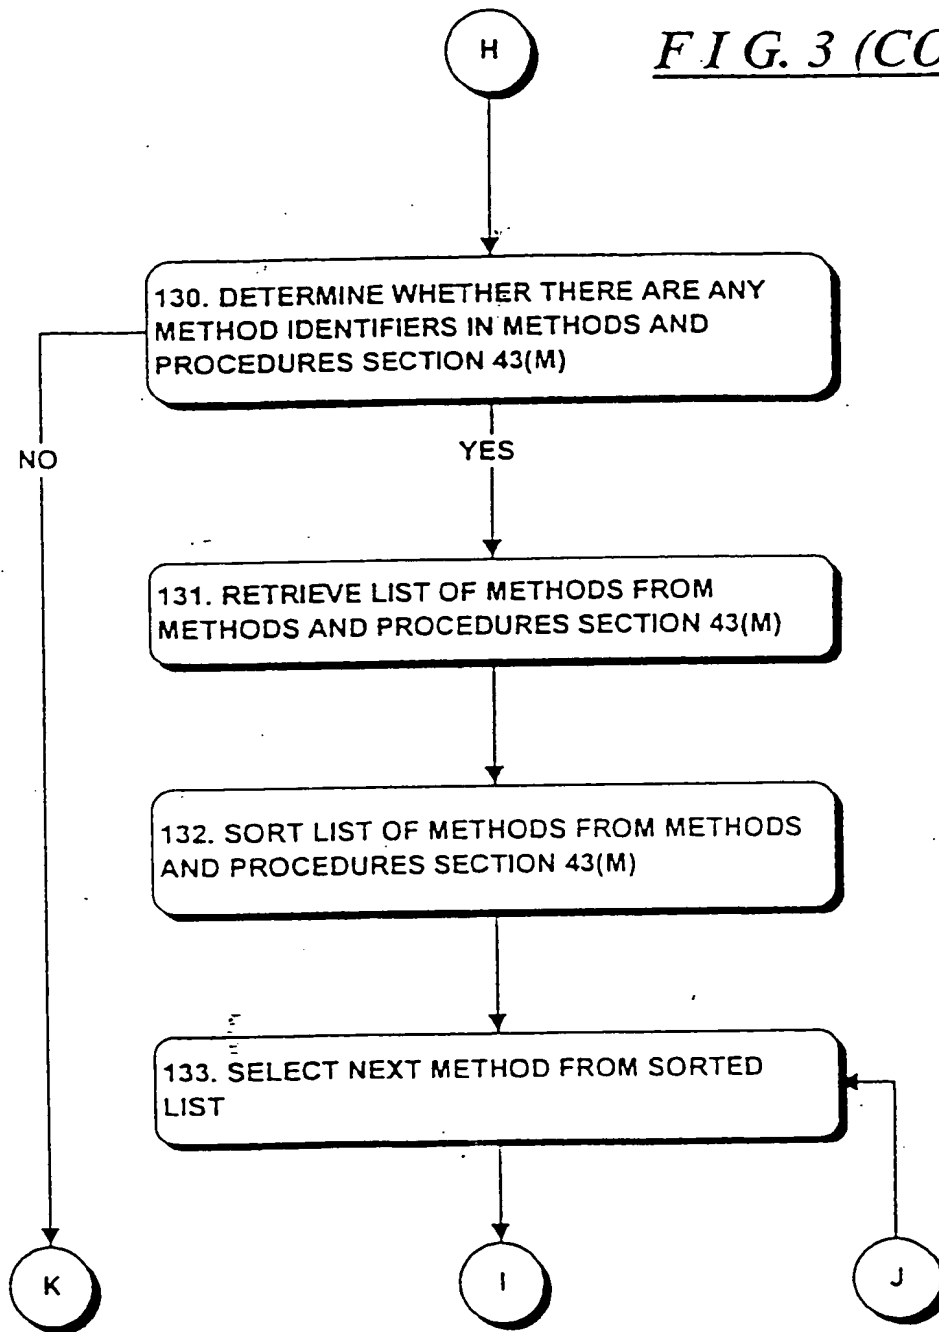 H
F I G. 3 (CO
130. DETERMINE WHETHER THERE ARE ANY
METHOD IDENTIFIERS IN METHODS AND
PROCEDURES SECTION 43(M)
NO
YES
131. RETRIEVE LIST OF METHODS FROM
METHODS AND PROCEDURES SECTION 43(M)
132. SORT LIST OF METHODS FROM METHODS
AND PROCEDURES SECTION 43(M)
133. SELECT NEXT METHOD FROM SORTED
LIST
K
I
J